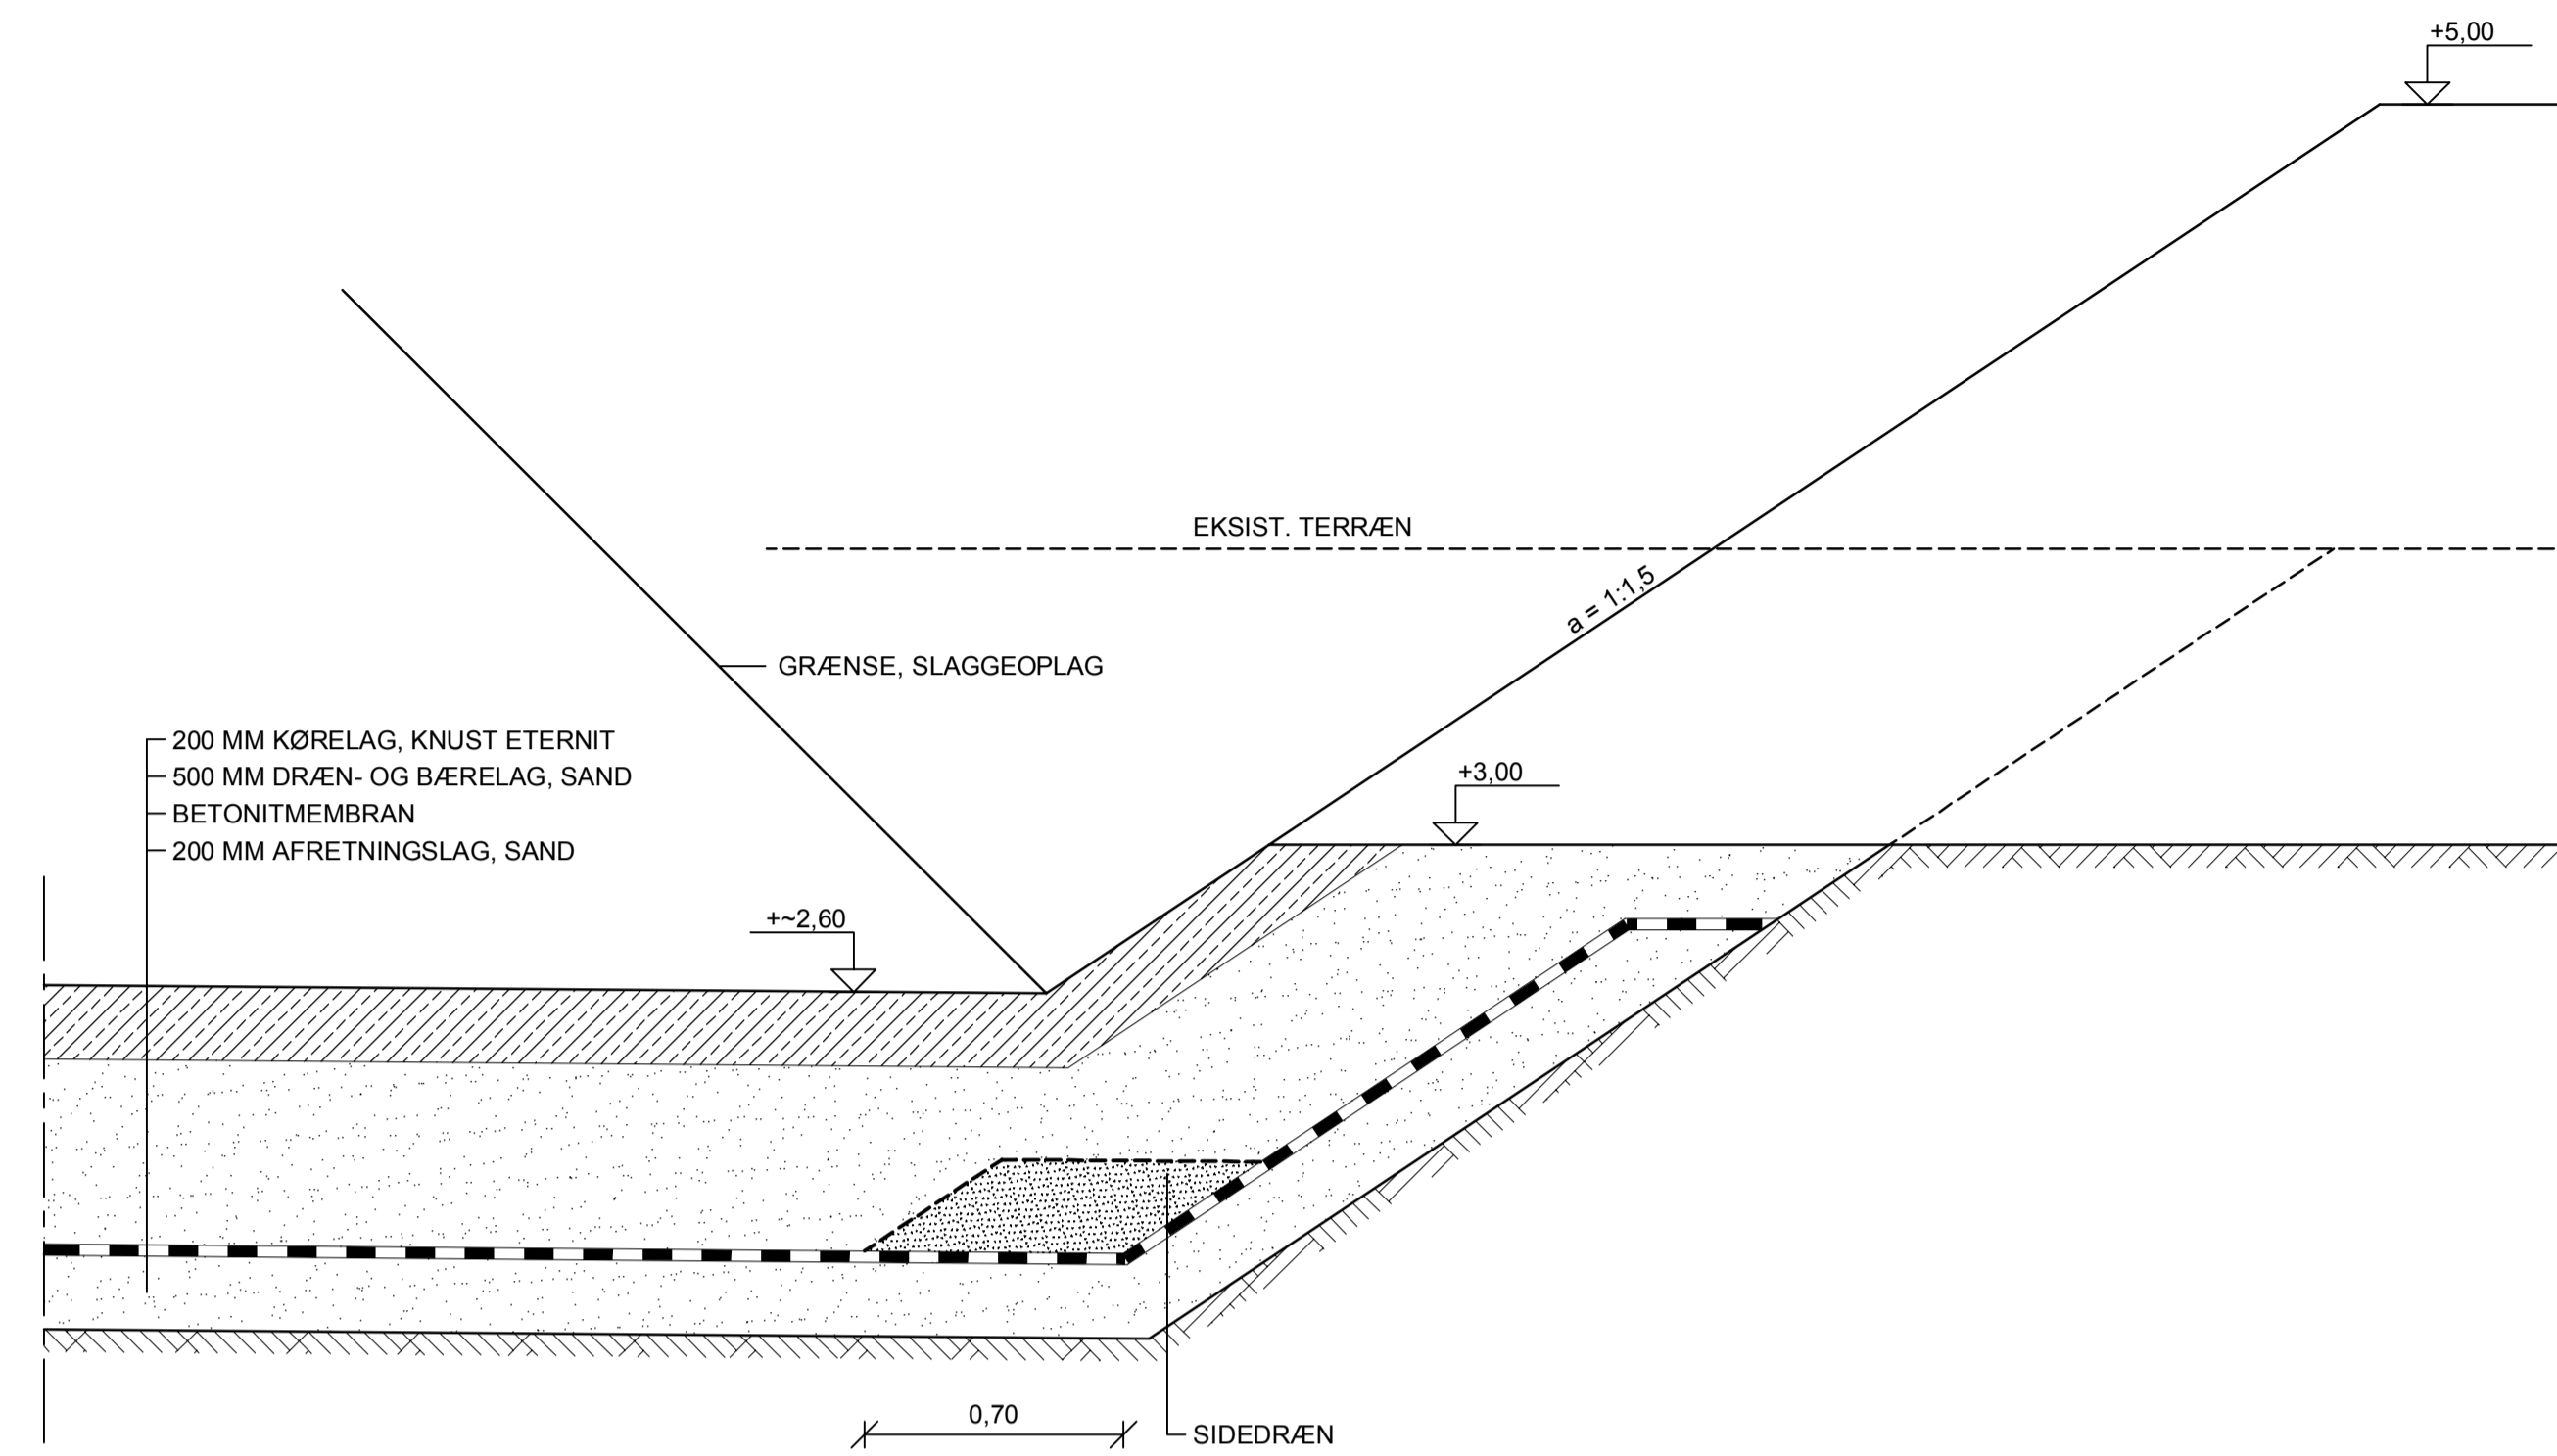 +5,00
EKSIST. TERRÆN
a = 1:1,5
GRÆNSE, SLAGGEOPLAG
200 MM KØRELAG, KNUST ETERNIT
500 MM DRÆN- OG BÆRELAG, SAND
BETONITMEMBRAN
200 MM AFRETNINGSLAG, SAND
+3,00
+~2,60
0,70
SIDEDRÆN